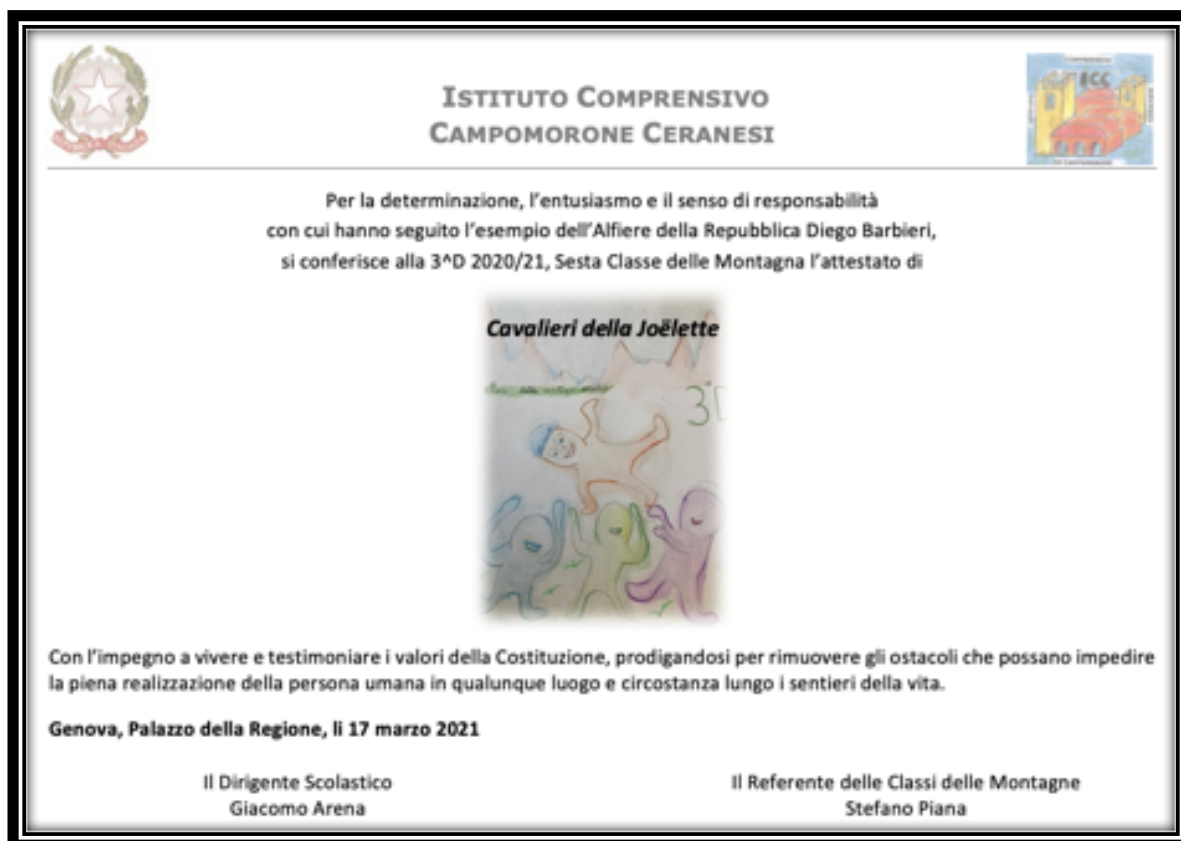 ISTITUTO COMPRENSIVO
CAMPOMORONE CERANESI
ICC
Per la determinazione, l'entusiasmo e il senso di responsabilità
con cui hanno seguito l'esempio dell'Alfiere della Repubblica Diego Barbieri,
si conferisce alla 3^D 2020/21, Sesta Classe delle Montagna l'attestato di
Cavalieri della Joëlette
3°D
Con l'impegno a vivere e testimoniare i valori della Costituzione, prodigandosi per rimuovere gli ostacoli che possano impedire
la piena realizzazione della persona umana in qualunque luogo e circostanza lungo i sentieri della vita.
Genova, Palazzo della Regione, li 17 marzo 2021
Il Dirigente Scolastico
Giacomo Arena
Il Referente delle Classi delle Montagne
Stefano Piana